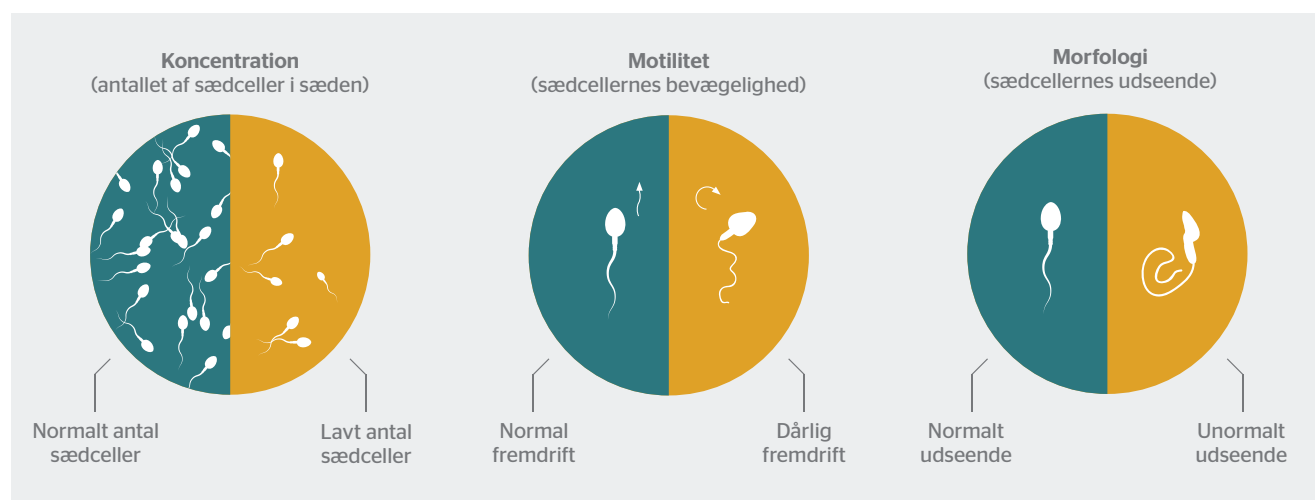 Koncentration
(antallet af sædceller i sæden)
Normalt antal
sædceller
Lavt antal
sædceller
Motilitet
(sædcellernes bevægelighed)
Normal
fremdrift
Dårlig
fremdrift
Morfologi
(sædcellernes udseende)
Normalt
udseende
Unormalt
udseende